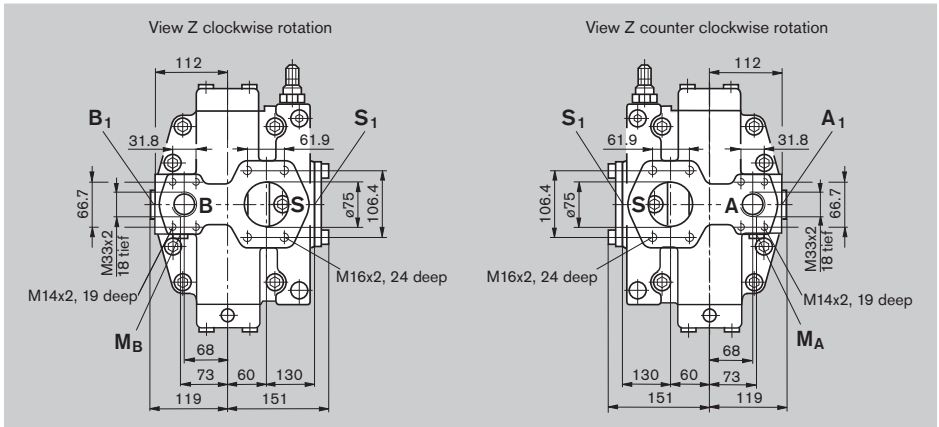 View Z clockwise rotation
112
B1
31.8
S1
61.9
66.7
B
S
ø75
106.4
M33x2
18 tief
M14x2, 19 deep
M16x2, 24 deep
MB
68
73
60
130
119
151
View Z counter clockwise rotation
112
S1
A1
61.9
31.8
106.4
ø75
S
A
66.7
M33x2
18 tief
M16x2, 24 deep
M14x2, 19 deep
MA
68
130
60
73
151
119